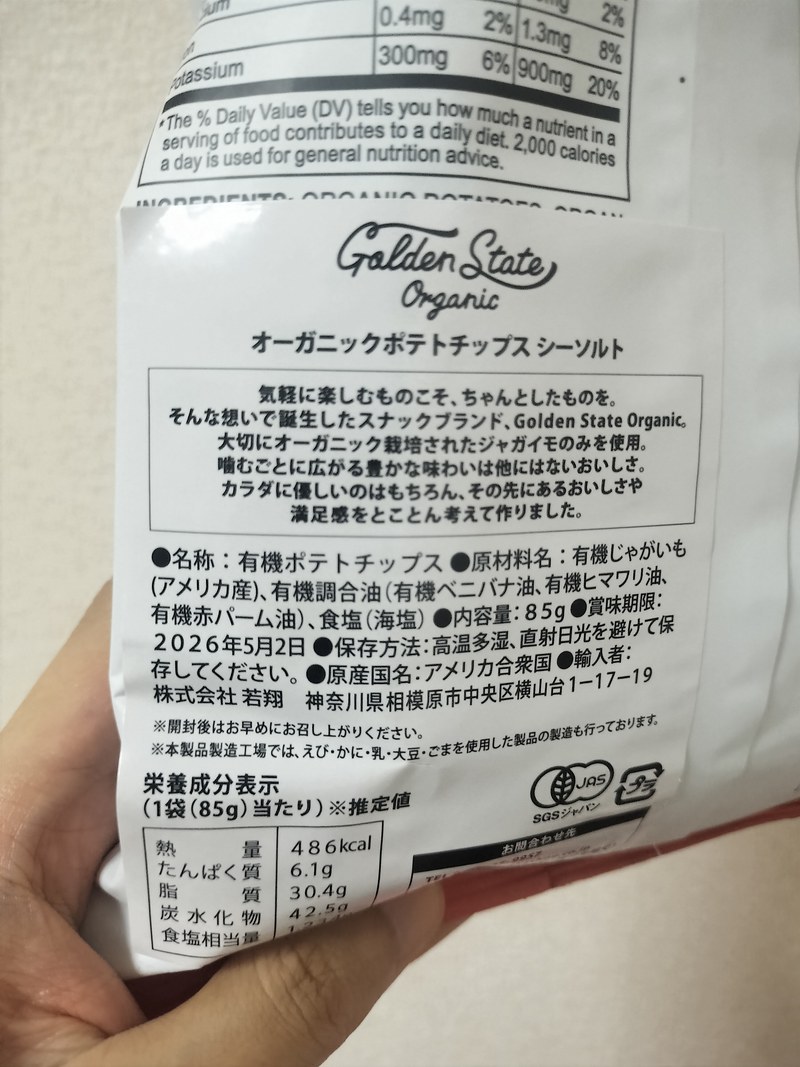 0.4mg 2% 1.3mg 8%
2%
Potassium 300mg 6% 900mg 20%
*The % Daily Value (DV) tells you how much a nutrient in a
serving of food contributes to a daily diet. 2,000 calories
a day is used for general nutrition advice.
INGREDIENTS: ORGANIC POTATOES,
Golden State
Organic
オーガニックポテトチップス シーソルト
気軽に楽しむものこそ、ちゃんとしたものを。
そんな想いで誕生したスナックブランド、Golden State Organic。
大切にオーガニック栽培されたジャガイモのみを使用。
噛むごとに広がる豊かな味わいは他にはないおいしさ。
カラダに優しいのはもちろん、その先にあるおいしさや
満足感をとことん考えて作りました。
●名称：有機ポテトチップス ●原材料名：有機じゃがいも
(アメリカ産)、有機調合油(有機ベニバナ油、有機ヒマワリ油、
有機赤パーム油)、食塩(海塩) ●内容量：85g ●賞味期限：
2026年5月2日 ●保存方法：高温多湿、直射日光を避けて保
存してください。●原産国名：アメリカ合衆国 ●輸入者：
株式会社 若翔 神奈川県相模原市中央区横山台1-17-19
※開封後はお早めにお召し上がりください。
※本製品製造工場では、えび・かに・乳・大豆・ごまを使用した製品の製造も行っております。
栄養成分表示
(1袋(85g)当たり)※推定値
JAS
SGSジャパン
プラ
熱量 486kcal
たんぱく質 6.1g
脂質 30.4g
炭水化物 42.5g
食塩相当量
お問合わせ先
TEL